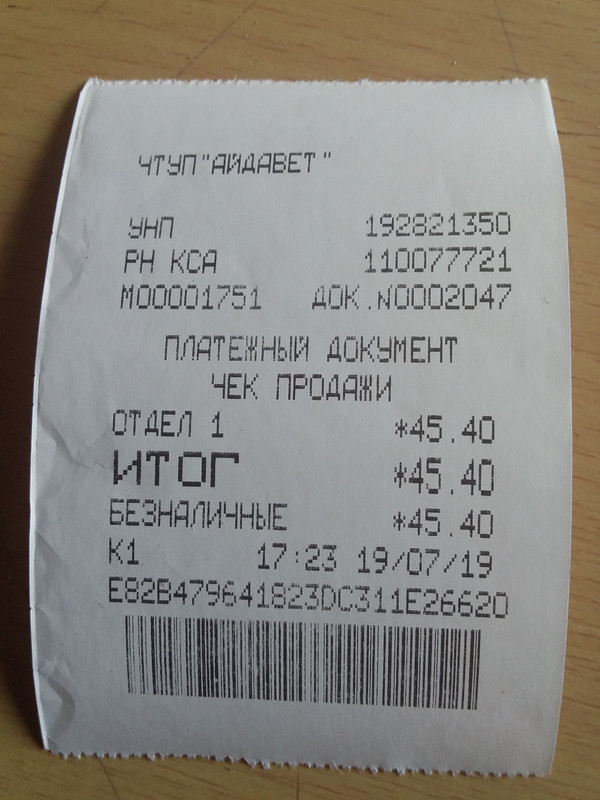 ЧТУП "АЙДАВЕТ"
УНП 192821350
РН КСА 110077721
М00001751 ДОК.N0002047
ПЛАТЕЖНЫЙ ДОКУМЕНТ
ЧЕК ПРОДАЖИ
ОТДЕЛ 1 *45.40
ИТОГ *45.40
БЕЗНАЛИЧНЫЕ *45.40
К1 17:23 19/07/19
E82B479641823DC311E26620